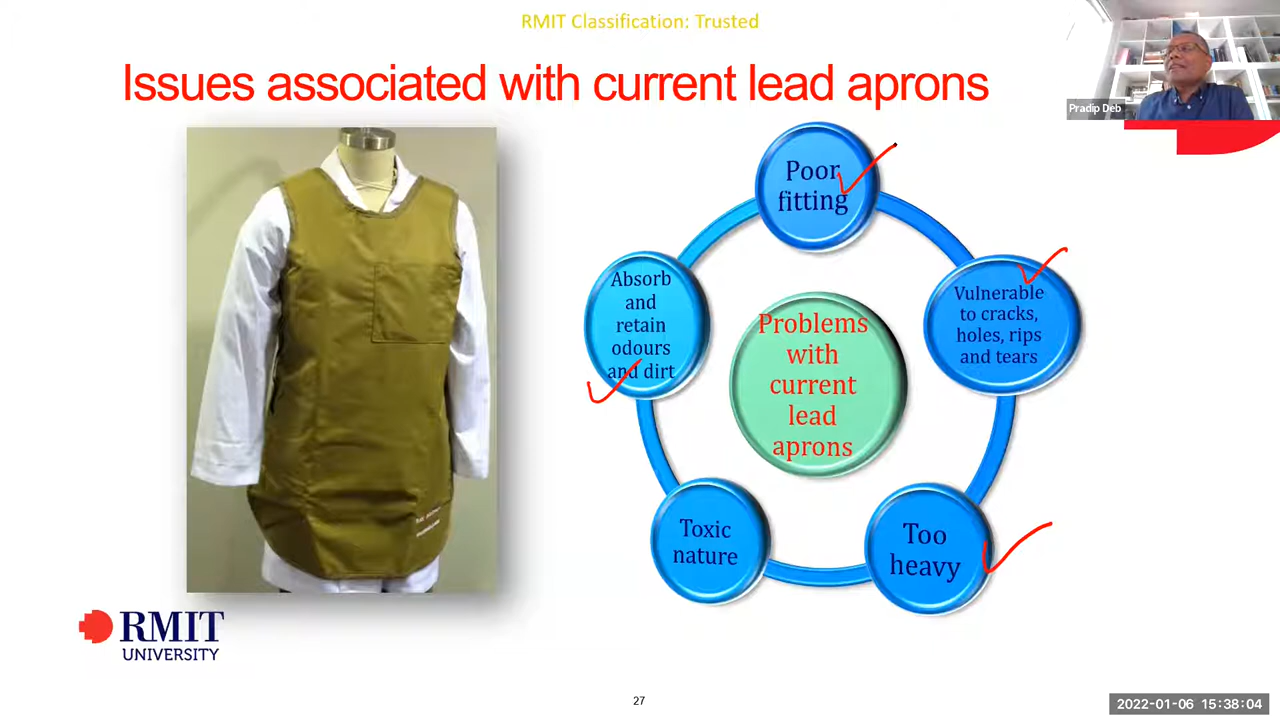 RMIT Classification: Trusted
Issues associated with current lead aprons
Pradip Deb
Poor
fitting
Absorb
and
retain
odours
and dirt
Vulnerable
to cracks,
holes, rips
and tears
Problems
with
current
lead
aprons
Toxic
nature
Too
heavy
RMIT
UNIVERSITY
27
2022-01-06 15:38:04